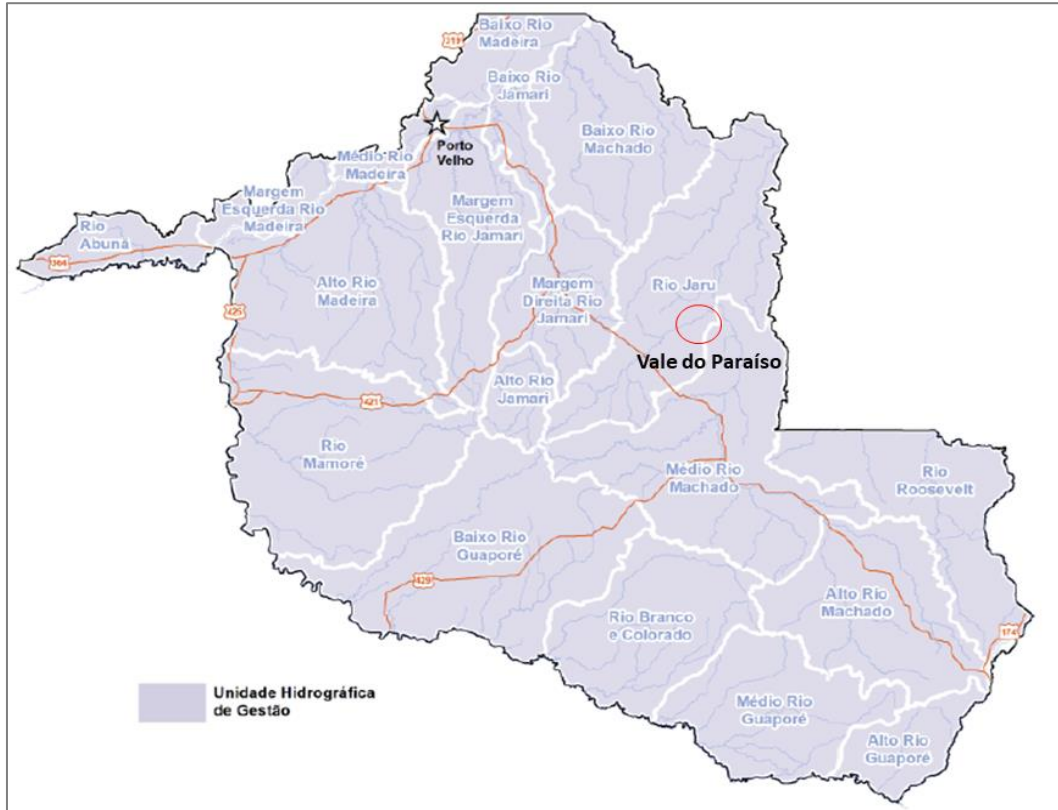 Baixo Rio
Madeira
319
Baixo Rio
Jamari
Porto
Velho
Baixo Rio
Machado
Médio Rio
Madeira
Margem
Esquerda Rio
Madeira
Margem
Esquerda
Rio Jamari
Rio
Abunã
364
Alto Rio
Madeira
425
Margem
Direita Rio
Jamari
Rio Jaru
Vale do Paraíso
Alto Rio
Jamari
421
Rio
Mamoré
Médio Rio
Machado
Rio
Roosevelt
Baixo Rio
Guaporé
429
Rio Branco
e Colorado
Alto Rio
Machado
174
Médio Rio
Guaporé
Alto Rio
Guaporé
Unidade Hidrográfica
de Gestão